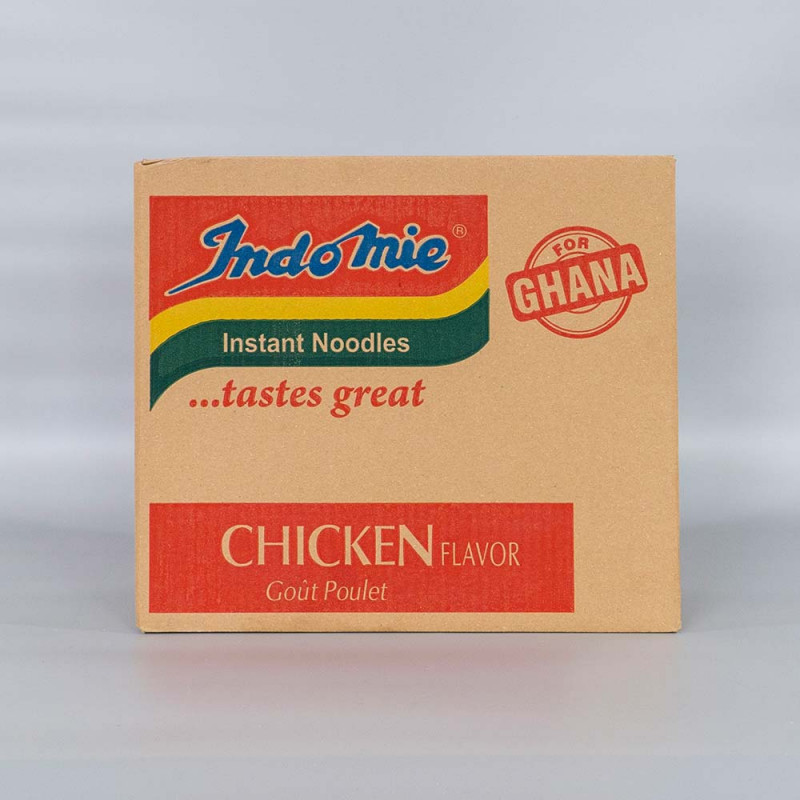 Indomie®
Instant Noodles
...tastes great
FOR
GHANA
CHICKEN FLAVOR
Goût Poulet